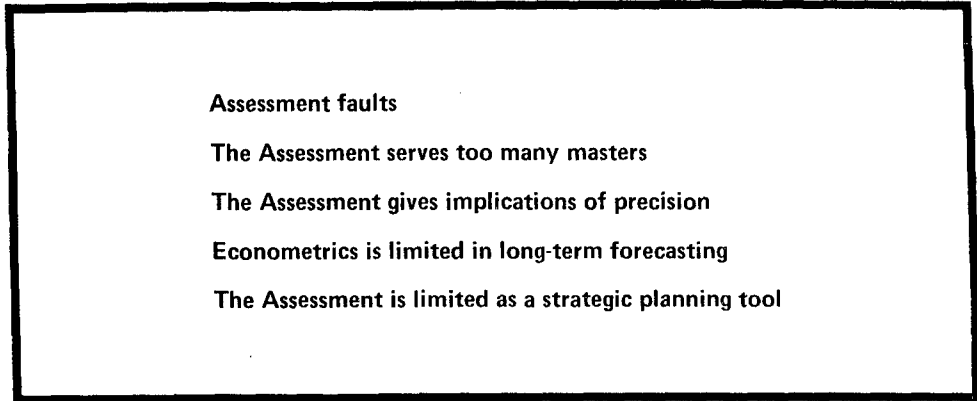 Assessment faults
The Assessment serves too many masters
The Assessment gives implications of precision
Econometrics is limited in long-term forecasting
The Assessment is limited as a strategic planning tool